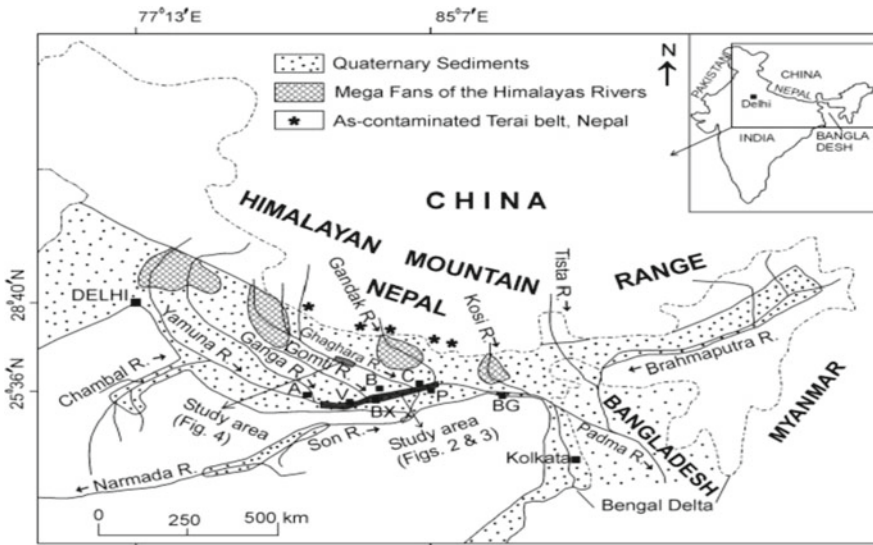 77°13′E
85°7′E
N
Quaternary Sediments
Mega Fans of the Himalayas Rivers
As-contaminated Terai belt, Nepal
PAKISTAN
CHINA
NEPAL
Delhi
INDIA
BANGLA
DESH
CHINA
HIMALAYAN MOUNTAIN RANGE
NEPAL
28°40′N
25°36′N
DELHI
Yamuna R.
Ganga R.
Gomti R.
Ghaghara R.
Gandak R.
Kosi R.
Tista R.
Brahmaputra R.
Chambal R.
A
V
B
BX
C
P
BG
Study area
(Fig. 4)
Son R.
Study area
(Figs. 2 & 3)
Narmada R.
Kolkata
Padma R.
BANGLADESH
MYANMAR
Bengal Delta
0 250 500 km